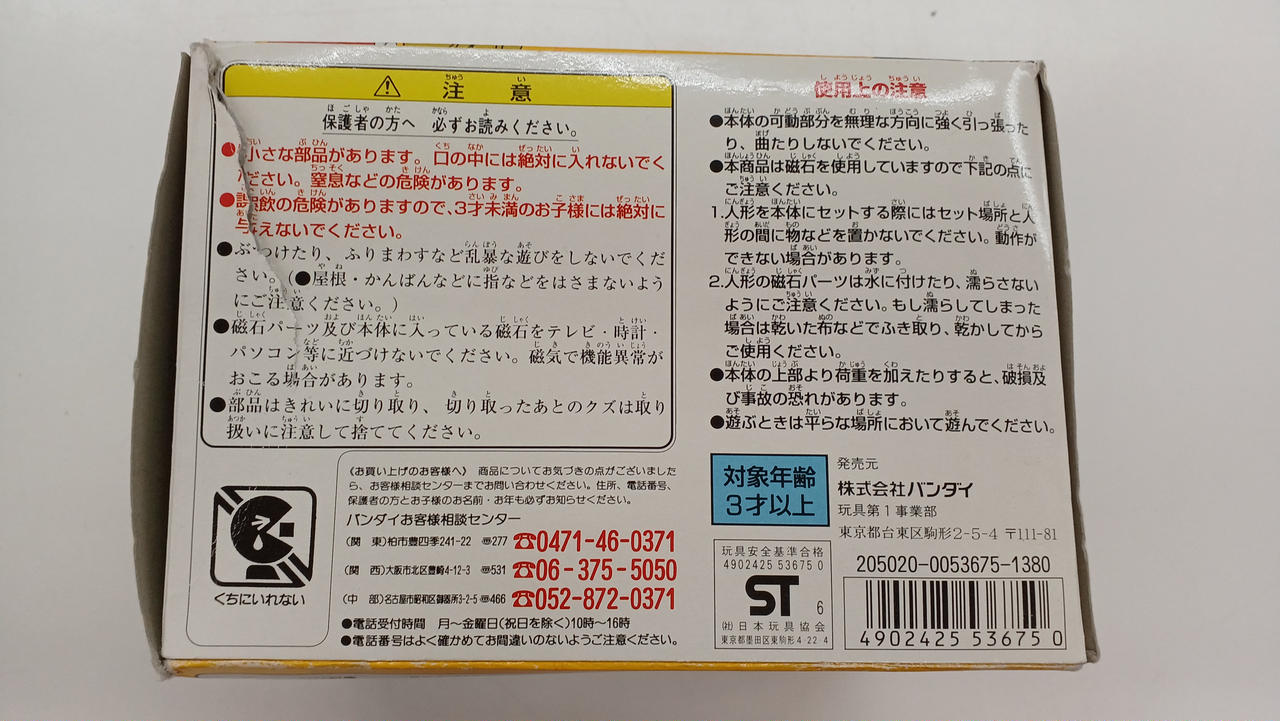 注意
保護者の方へ 必ずお読みください。
●小さな部品があります。口の中には絶対に入れないでく
ださい。窒息などの危険があります。
●誤飲の危険がありますので、3才未満のお子様には絶対に
与えないでください。
●ぶつけたり、ふりまわすなど乱暴な遊びをしないでくだ
さい。(●屋根・かんばんなどに指などをはさまないよう
にご注意ください。)
●磁石パーツ及び本体に入っている磁石をテレビ・時計・
パソコン等に近づけないでください。磁気で機能異常が
おこる場合があります。
●部品はきれいに切り取り、切り取ったあとのクズは取り
扱いに注意して捨ててください。
くちにいれない
《お買い上げのお客様へ》 商品についてお気づきの点がございました
ら、お客様相談センターまでお問い合わせください。住所、電話番号、
保護者の方とお子様のお名前・お年も必ずお知らせください。
バンダイお客様相談センター
(関 東)柏市豊四季241-22 〒277 ☎0471-46-0371
(関 西)大阪市北区豊崎4-12-3 〒531 ☎06-375-5050
(中 部)名古屋市昭和区御器所3-2-5 〒466 ☎052-872-0371
●電話受付時間 月~金曜日(祝日を除く)10時~16時
●電話番号はよく確かめてお間違いのないようご注意ください。
使用上の注意
●本体の可動部分を無理な方向に強く引っ張った
り、曲たりしないでください。
●本商品は磁石を使用していますので下記の点に
ご注意ください。
1.人形を本体にセットする際にはセット場所と人
形の間に物などを置かないでください。動作が
できない場合があります。
2.人形の磁石パーツは水に付けたり、濡らさない
ようにご注意ください。もし濡らしてしまった
場合は乾いた布などでふき取り、乾かしてから
ご使用ください。
●本体の上部より荷重を加えたりすると、破損及
び事故の恐れがあります。
●遊ぶときは平らな場所において遊んでください。
対象年齢
3才以上
発売元
株式会社バンダイ
玩具第1事業部
東京都台東区駒形2-5-4 〒111-81
玩具安全基準合格
4902425 53675 0
ST 6
(社)日本玩具協会
東京都墨田区東駒形4-22-4
205020-0053675-1380
4902425 536750